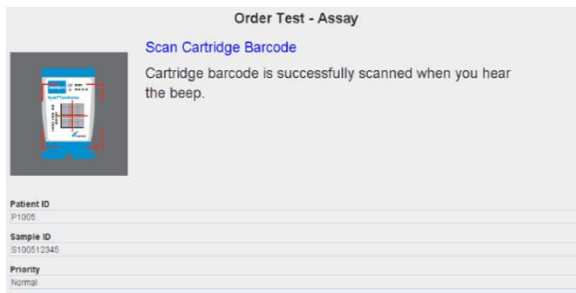 Order Test - Assay
Scan Cartridge Barcode
Cartridge barcode is successfully scanned when you hear
the beep.
Patient ID
P1005
Sample ID
S100512345
Priority
Normal